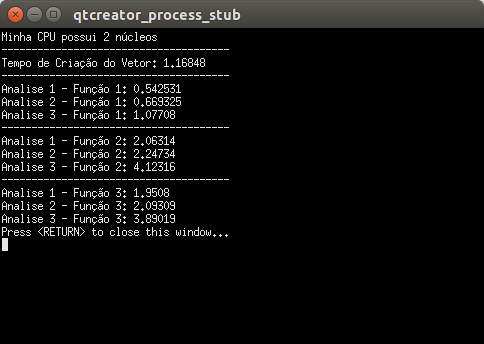 qtcreator_process_stub
Minha CPU possui 2 núcleos
-----------------------------------
Tempo de Criação do Vetor: 1.16848
-----------------------------------
Analise 1 - Função 1: 0.542531
Analise 2 - Função 1: 0.669325
Analise 3 - Função 1: 1.07708
-----------------------------------
Analise 1 - Função 2: 2.06314
Analise 2 - Função 2: 2.24734
Analise 3 - Função 2: 4.12316
-----------------------------------
Analise 1 - Função 3: 1.9508
Analise 2 - Função 3: 2.09309
Analise 3 - Função 3: 3.89019
Press <RETURN> to close this window...